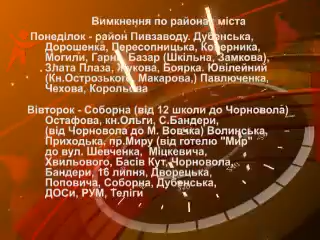 Вимкнення по районах міста
Понеділок - район Пивзаводу. Дубенська,
Дорошенка, Пересопницька, Коперника,
Могили, Гарна, Базар (Шкільна, Замкова),
Злата Плаза, Жукова, Боярка. Ювілейний
(Кн.Острозького, Макарова,) Павлюченка,
Чехова, Корольова
Вівторок - Соборна (від 12 школи до Чорновола)
Остафова, кн.Ольги, С.Бандери,
(від Чорновола до М. Вовчка) Волинська,
Приходька, пр.Миру (від готелю "Мир"
до вул. Шевченка, Міцкевича,
Хвильового, Басів Кут, Чорновола,
Бандери, 16 липня, Дворецька,
Поповича, Соборна, Дубенська,
ДОСи, РУМ, Теліги